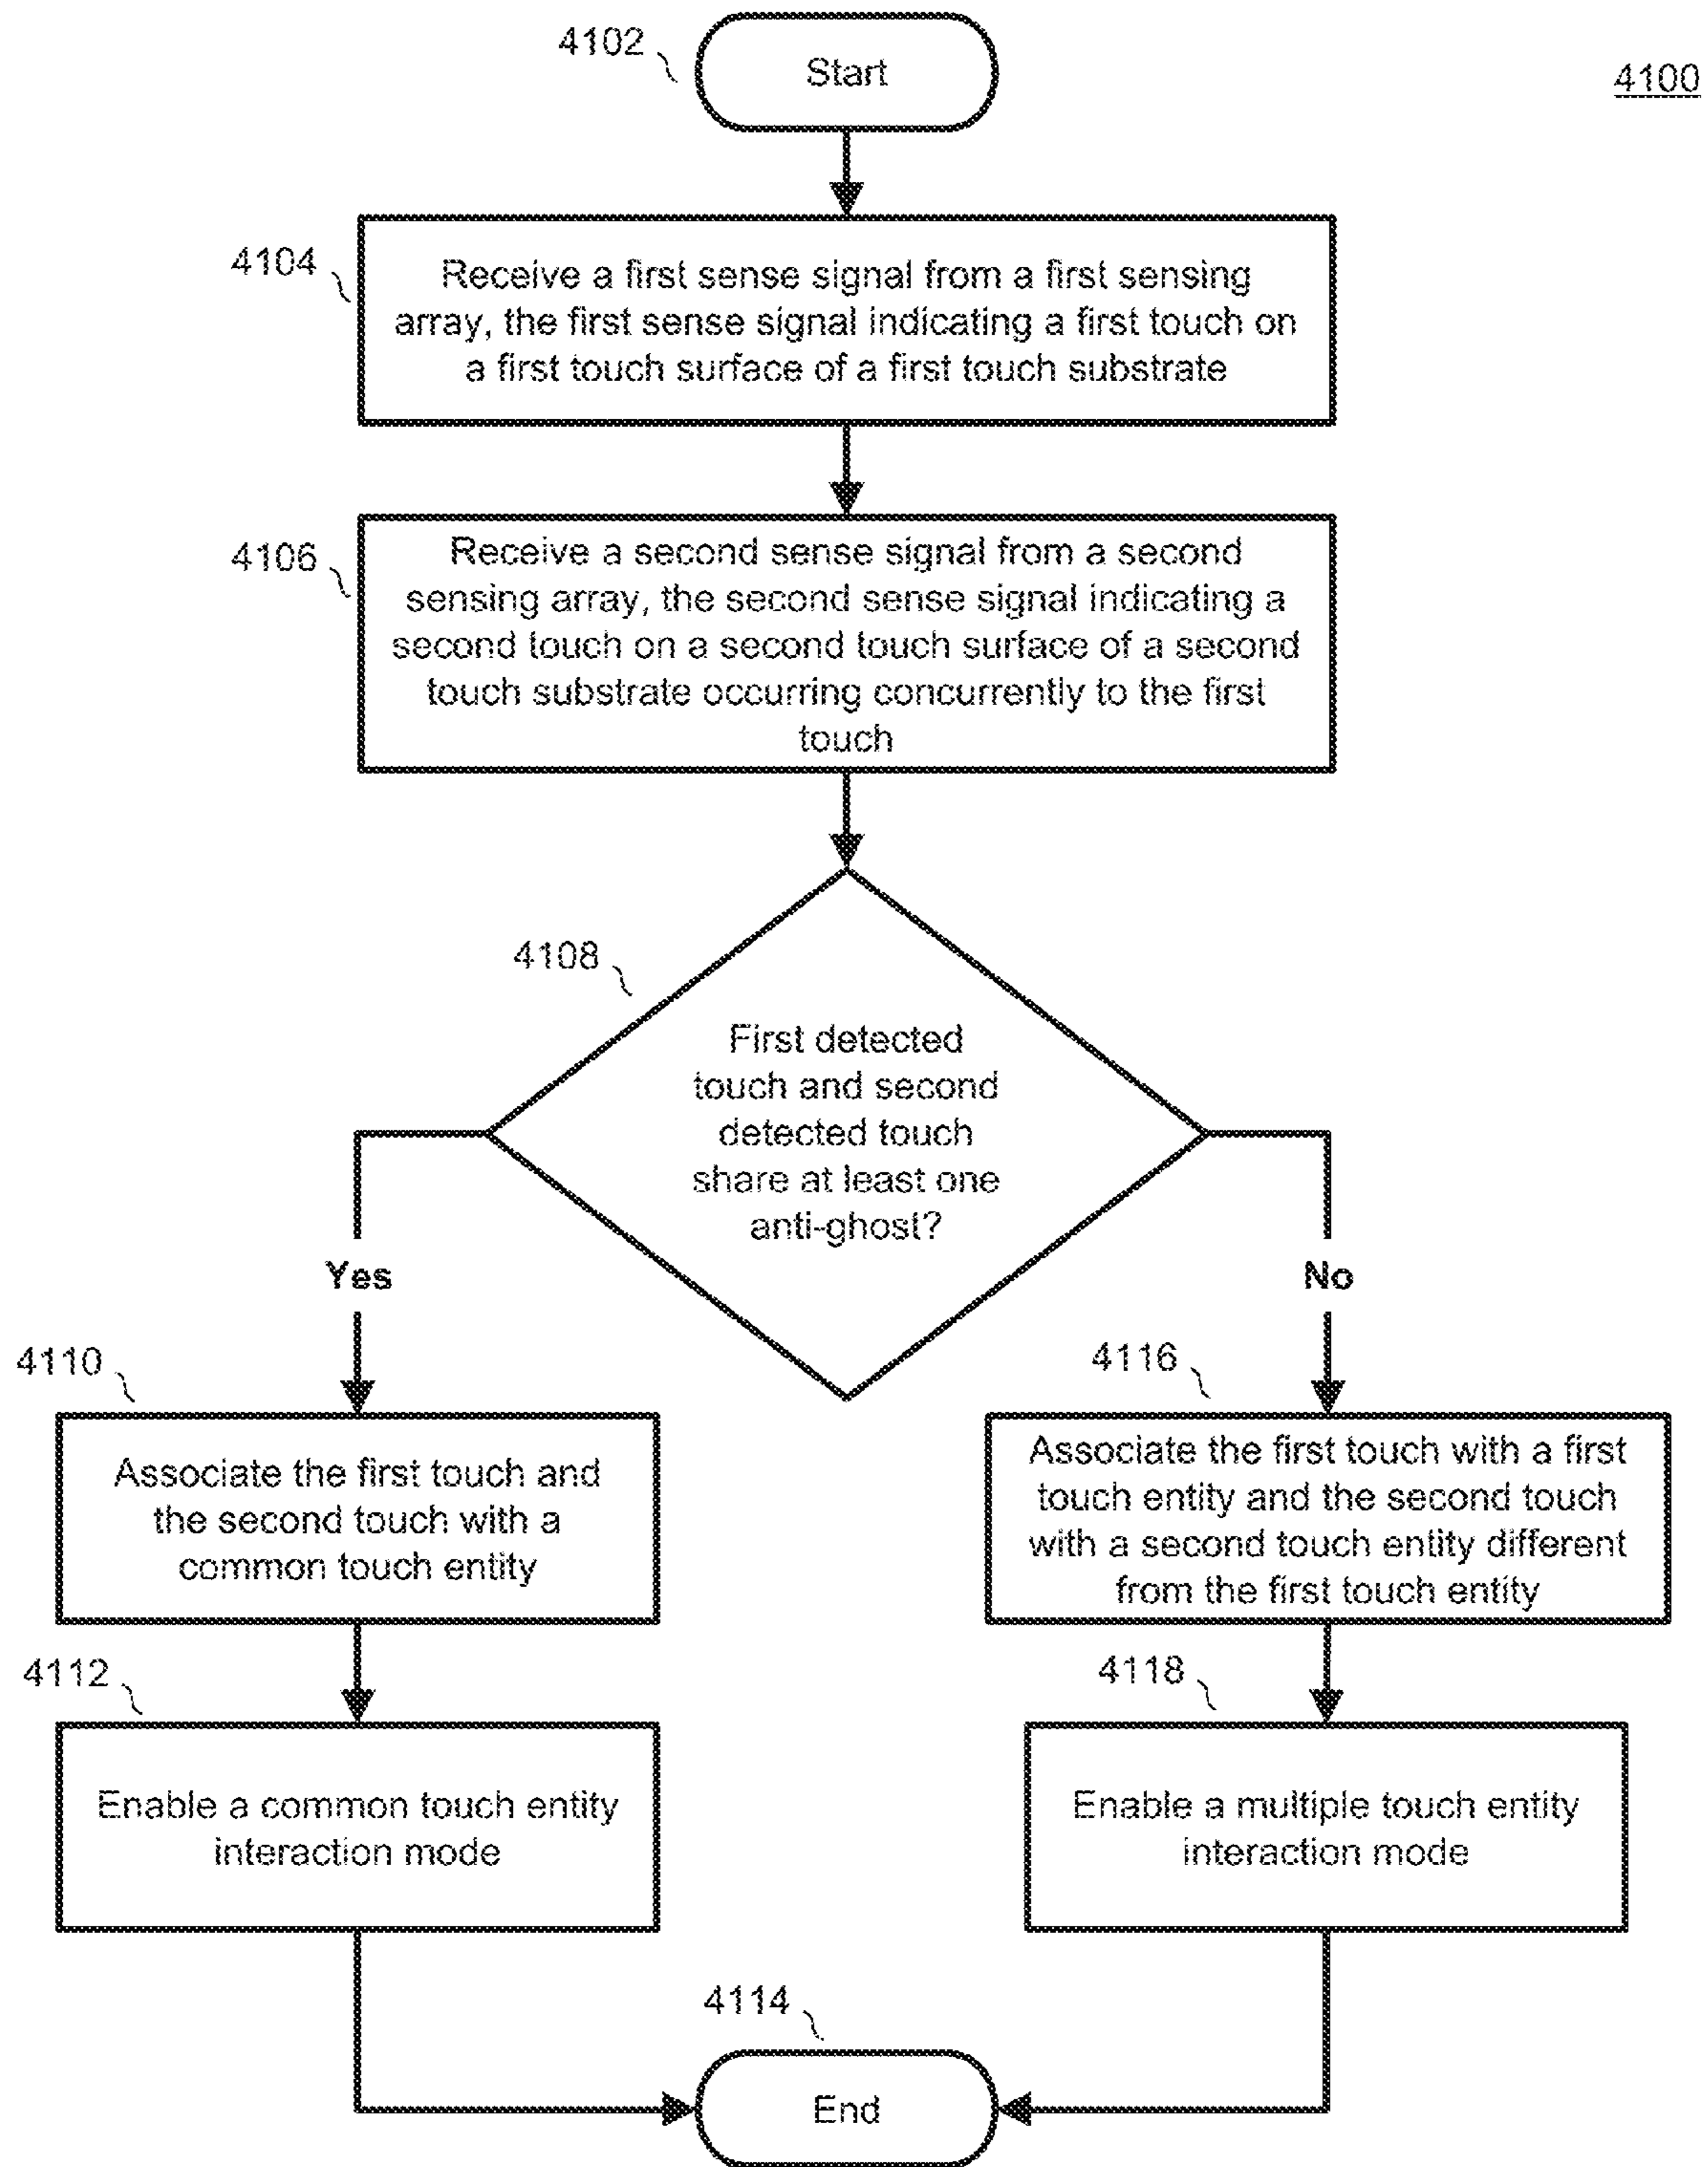 4102
Start
4100
4104
Receive a first sense signal from a first sensing
array, the first sense signal indicating a first touch on
a first touch surface of a first touch substrate
4106
Receive a second sense signal from a second
sensing array, the second sense signal indicating a
second touch on a second touch surface of a second
touch substrate occurring concurrently to the first
touch
4108
First detected
touch and second
detected touch
share at least one
anti-ghost?
Yes
No
4110
Associate the first touch and
the second touch with a
common touch entity
4116
Associate the first touch with a first
touch entity and the second touch
with a second touch entity different
from the first touch entity
4112
Enable a common touch entity
interaction mode
4118
Enable a multiple touch entity
interaction mode
4114
End